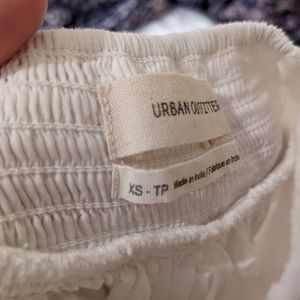 URBAN OUTFITTER
XS - TP Made in India / Fabriqué en Inde